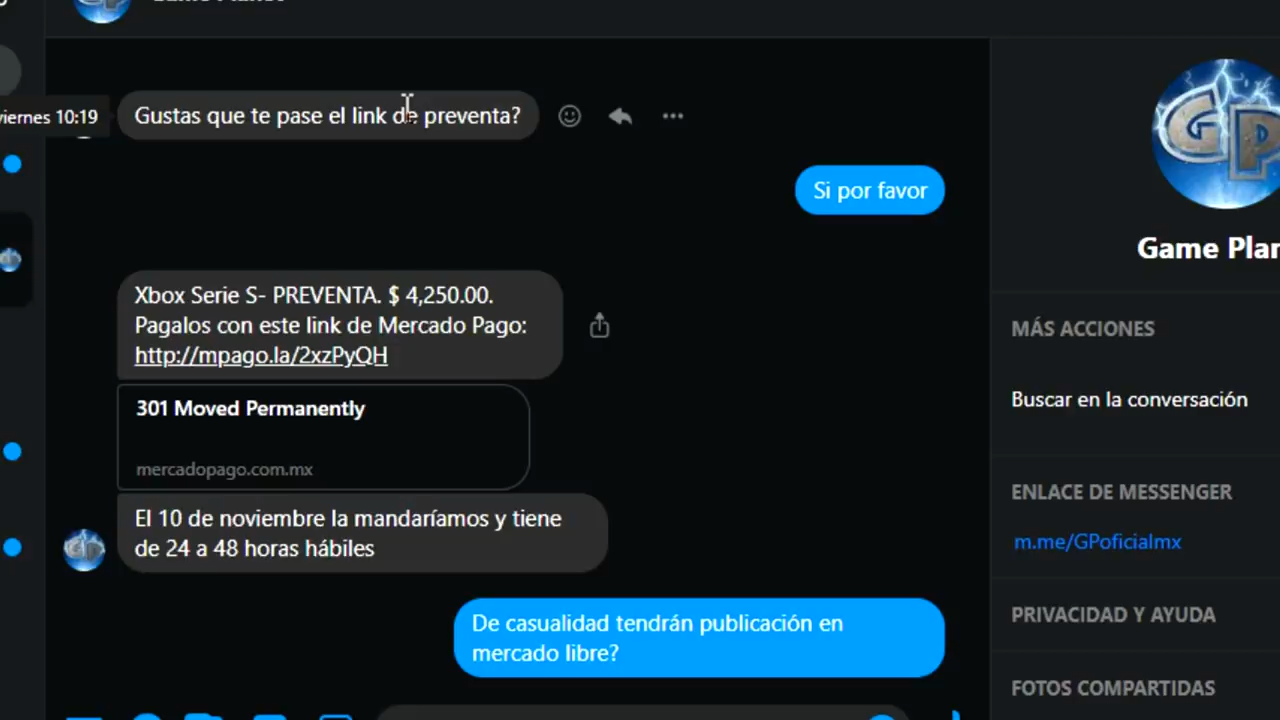 viernes 10:19
Gustas que te pase el link de preventa?
Si por favor
Xbox Serie S- PREVENTA. $ 4,250.00.
Pagalos con este link de Mercado Pago:
http://mpago.la/2xzPyQH
301 Moved Permanently
mercadopago.com.mx
El 10 de noviembre la mandaríamos y tiene
de 24 a 48 horas hábiles
De casualidad tendrán publicación en
mercado libre?
GP
Game Plan
MÁS ACCIONES
Buscar en la conversación
ENLACE DE MESSENGER
m.me/GPoficialmx
PRIVACIDAD Y AYUDA
FOTOS COMPARTIDAS